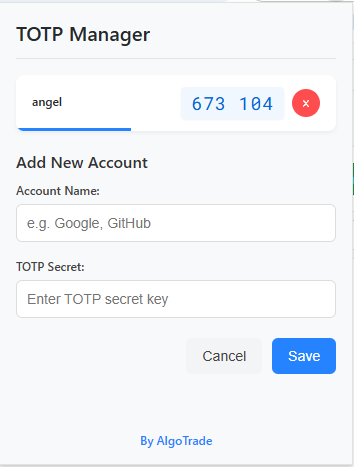 TOTP Manager
angel
673 104
×
Add New Account
Account Name:
e.g. Google, GitHub
TOTP Secret:
Enter TOTP secret key
Cancel
Save
By AlgoTrade